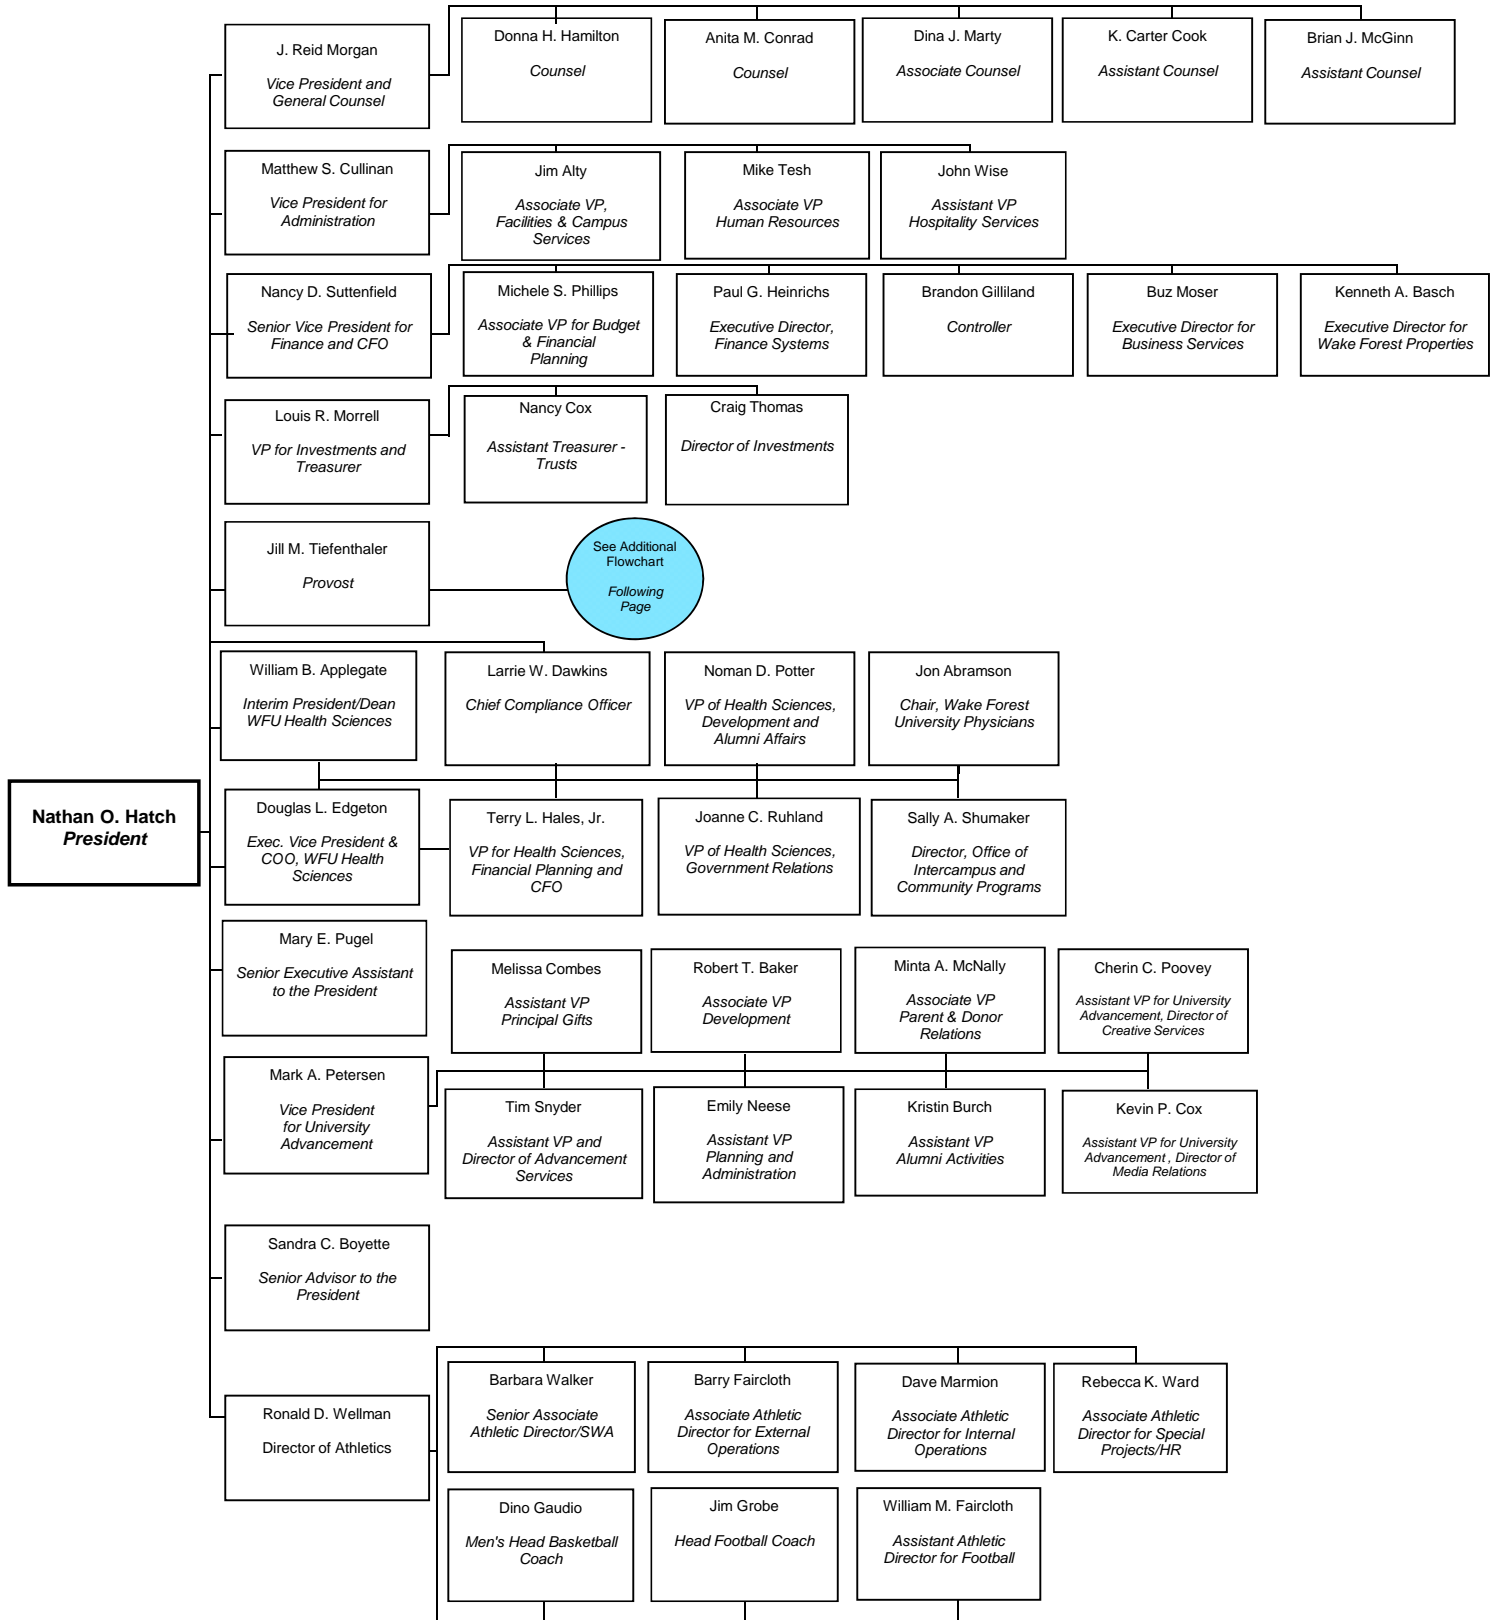 J. Reid Morgan
Vice President and
General Counsel
Donna H. Hamilton
Counsel
Anita M. Conrad
Counsel
Dina J. Marty
Associate Counsel
K. Carter Cook
Assistant Counsel
Brian J. McGinn
Assistant Counsel
Matthew S. Cullinan
Vice President for
Administration
Jim Alty
Associate VP,
Facilities & Campus
Services
Mike Tesh
Associate VP
Human Resources
John Wise
Assistant VP
Hospitality Services
Nancy D. Suttenfield
Senior Vice President for
Finance and CFO
Michele S. Phillips
Associate VP for Budget
& Financial
Planning
Paul G. Heinrichs
Executive Director,
Finance Systems
Brandon Gilliland
Controller
Buz Moser
Executive Director for
Business Services
Kenneth A. Basch
Executive Director for
Wake Forest Properties
Louis R. Morrell
VP for Investments and
Treasurer
Nancy Cox
Assistant Treasurer -
Trusts
Craig Thomas
Director of Investments
Jill M. Tiefenthaler
Provost
See Additional
Flowchart
Following
Page
William B. Applegate
Interim President/Dean
WFU Health Sciences
Larrie W. Dawkins
Chief Compliance Officer
Noman D. Potter
VP of Health Sciences,
Development and
Alumni Affairs
Jon Abramson
Chair, Wake Forest
University Physicians
Nathan O. Hatch
President
Douglas L. Edgeton
Exec. Vice President &
COO, WFU Health
Sciences
Terry L. Hales, Jr.
VP for Health Sciences,
Financial Planning and
CFO
Joanne C. Ruhland
VP of Health Sciences,
Government Relations
Sally A. Shumaker
Director, Office of
Intercampus and
Community Programs
Mary E. Pugel
Senior Executive Assistant
to the President
Melissa Combes
Assistant VP
Principal Gifts
Robert T. Baker
Associate VP
Development
Minta A. McNally
Associate VP
Parent & Donor
Relations
Cherin C. Poovey
Assistant VP for University
Advancement, Director of
Creative Services
Mark A. Petersen
Vice President
for University
Advancement
Tim Snyder
Assistant VP and
Director of Advancement
Services
Emily Neese
Assistant VP
Planning and
Administration
Kristin Burch
Assistant VP
Alumni Activities
Kevin P. Cox
Assistant VP for University
Advancement , Director of
Media Relations
Sandra C. Boyette
Senior Advisor to the
President
Ronald D. Wellman
Director of Athletics
Barbara Walker
Senior Associate
Athletic Director/SWA
Barry Faircloth
Associate Athletic
Director for External
Operations
Dave Marmion
Associate Athletic
Director for Internal
Operations
Rebecca K. Ward
Associate Athletic
Director for Special
Projects/HR
Dino Gaudio
Men's Head Basketball
Coach
Jim Grobe
Head Football Coach
William M. Faircloth
Assistant Athletic
Director for Football